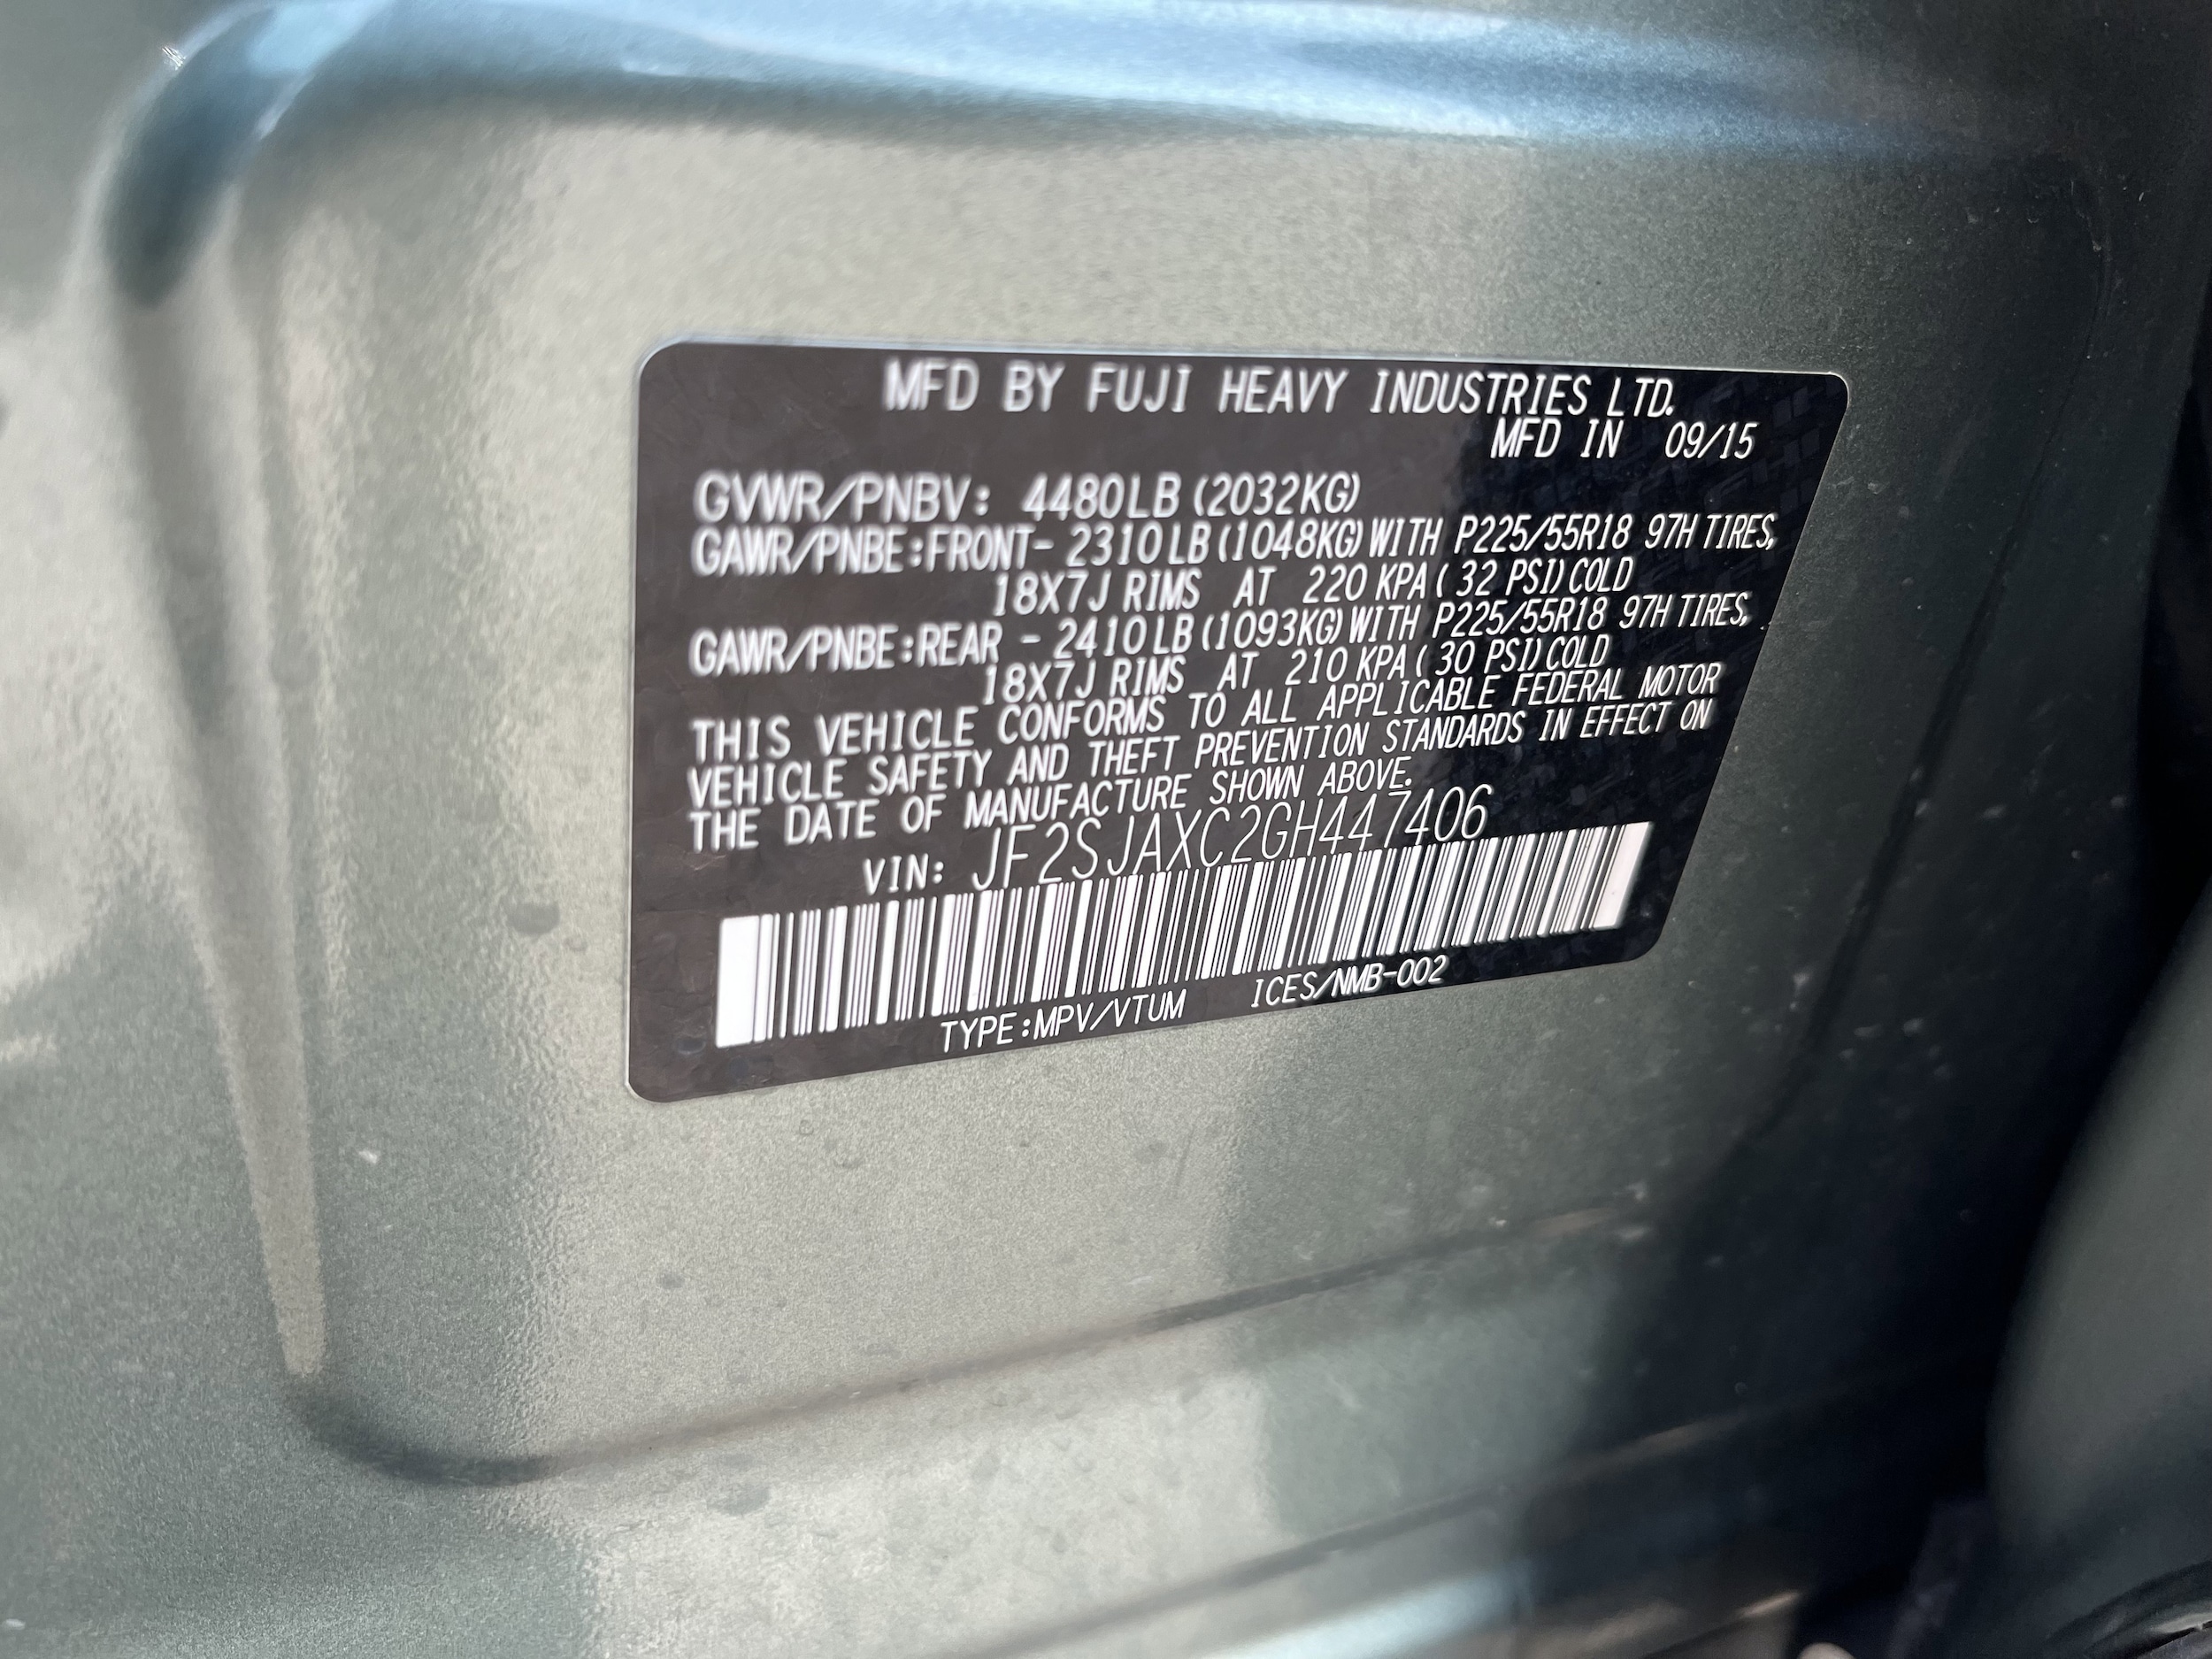 MFD BY FUJI HEAVY INDUSTRIES LTD.
MFD IN 09/15
GVWR/PNBV: 4480LB (2032KG)
GAWR/PNBE:FRONT- 2310LB (1048KG) WITH P225/55R18 97H TIRES,
18X7J RIMS AT 220 KPA ( 32 PSI) COLD
GAWR/PNBE:REAR - 2410LB (1093KG) WITH P225/55R18 97H TIRES,
18X7J RIMS AT 210 KPA ( 30 PSI) COLD
THIS VEHICLE CONFORMS TO ALL APPLICABLE FEDERAL MOTOR
VEHICLE SAFETY AND THEFT PREVENTION STANDARDS IN EFFECT ON
THE DATE OF MANUFACTURE SHOWN ABOVE.
VIN: JF2SJAXC2GH447406
TYPE:MPV/VTUM ICES/NMB-002